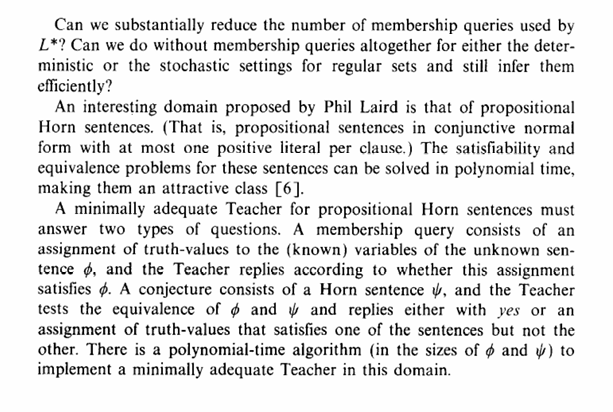 Can we substantially reduce the number of membership queries used by
L*? Can we do without membership queries altogether for either the deter-
ministic or the stochastic settings for regular sets and still infer them
efficiently?
An interesting domain proposed by Phil Laird is that of propositional
Horn sentences. (That is, propositional sentences in conjunctive normal
form with at most one positive literal per clause.) The satisfiability and
equivalence problems for these sentences can be solved in polynomial time,
making them an attractive class [6].
A minimally adequate Teacher for propositional Horn sentences must
answer two types of questions. A membership query consists of an
assignment of truth-values to the (known) variables of the unknown sen-
tence ϕ, and the Teacher replies according to whether this assignment
satisfies ϕ. A conjecture consists of a Horn sentence ψ, and the Teacher
tests the equivalence of ϕ and ψ and replies either with yes or an
assignment of truth-values that satisfies one of the sentences but not the
other. There is a polynomial-time algorithm (in the sizes of ϕ and ψ) to
implement a minimally adequate Teacher in this domain.